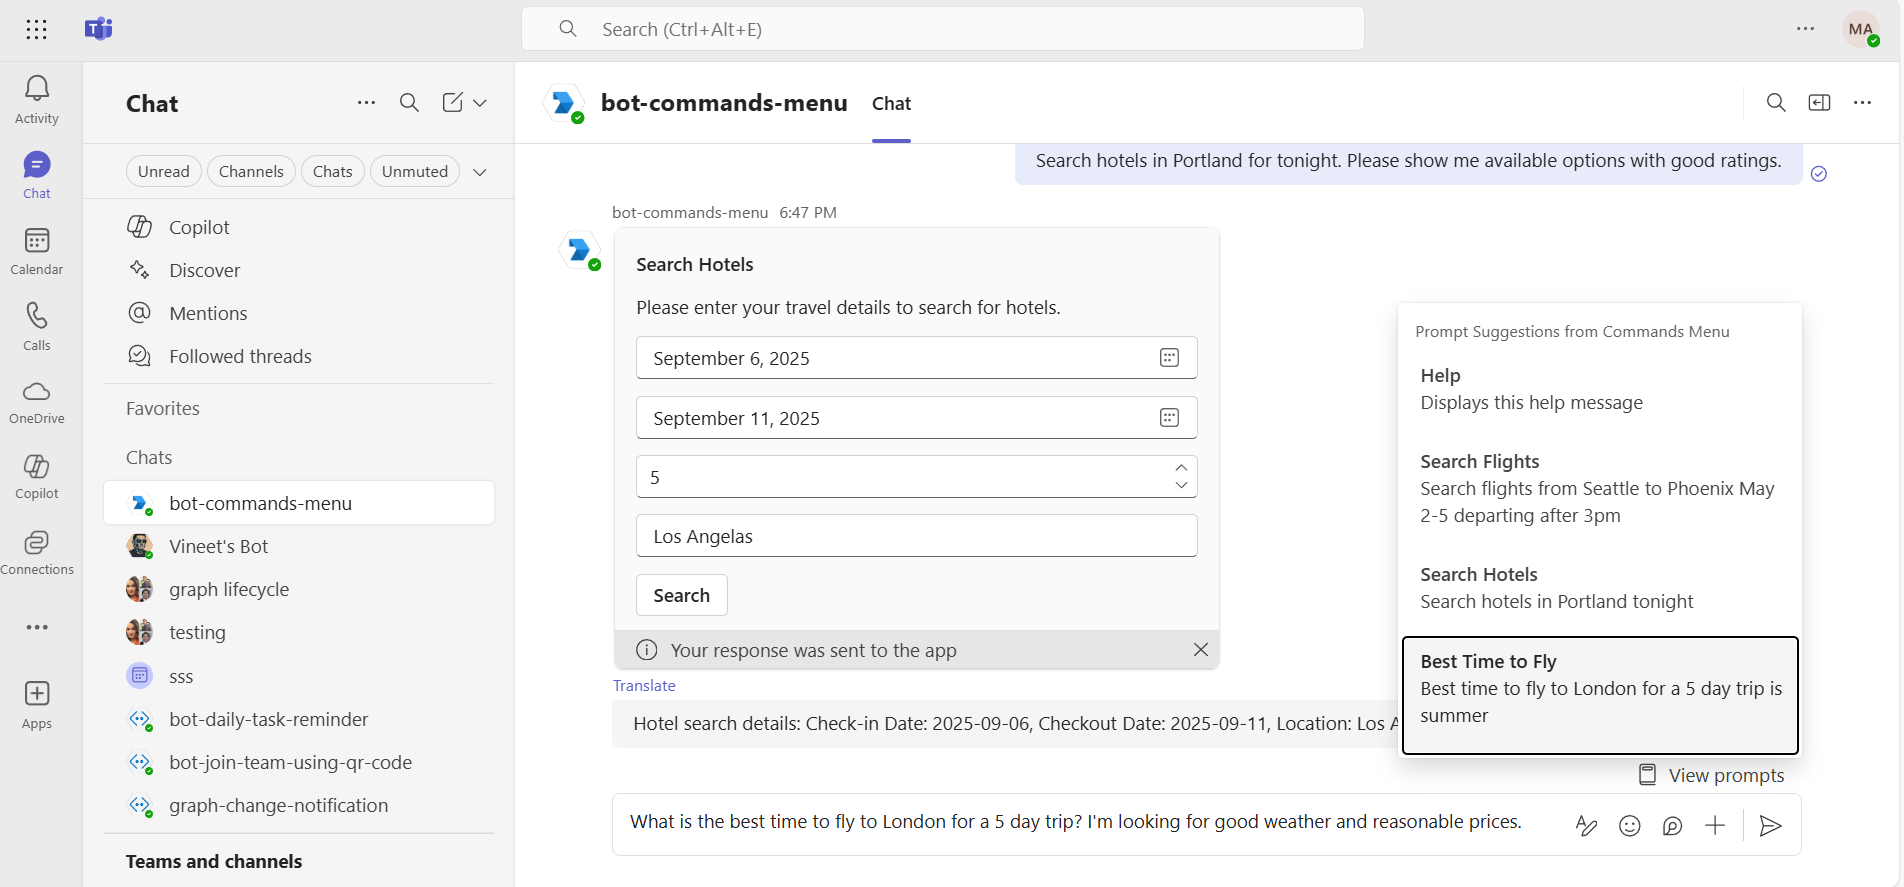 Search (Ctrl+Alt+E)
MA
Activity
Chat
Calendar
Calls
OneDrive
Copilot
Connections
Apps
Chat
Unread
Channels
Chats
Unmuted
Copilot
Discover
Mentions
Followed threads
Favorites
Chats
bot-commands-menu
Vineet's Bot
graph lifecycle
testing
sss
bot-daily-task-reminder
bot-join-team-using-qr-code
graph-change-notification
Teams and channels
bot-commands-menu
Chat
Search hotels in Portland for tonight. Please show me available options with good ratings.
bot-commands-menu 6:47 PM
Search Hotels
Please enter your travel details to search for hotels.
September 6, 2025
September 11, 2025
5
Los Angelas
Search
Your response was sent to the app
Translate
Hotel search details: Check-in Date: 2025-09-06, Checkout Date: 2025-09-11, Location: Los
Prompt Suggestions from Commands Menu
Help
Displays this help message
Search Flights
Search flights from Seattle to Phoenix May
2-5 departing after 3pm
Search Hotels
Search hotels in Portland tonight
Best Time to Fly
Best time to fly to London for a 5 day trip is
summer
View prompts
What is the best time to fly to London for a 5 day trip? I'm looking for good weather and reasonable prices.